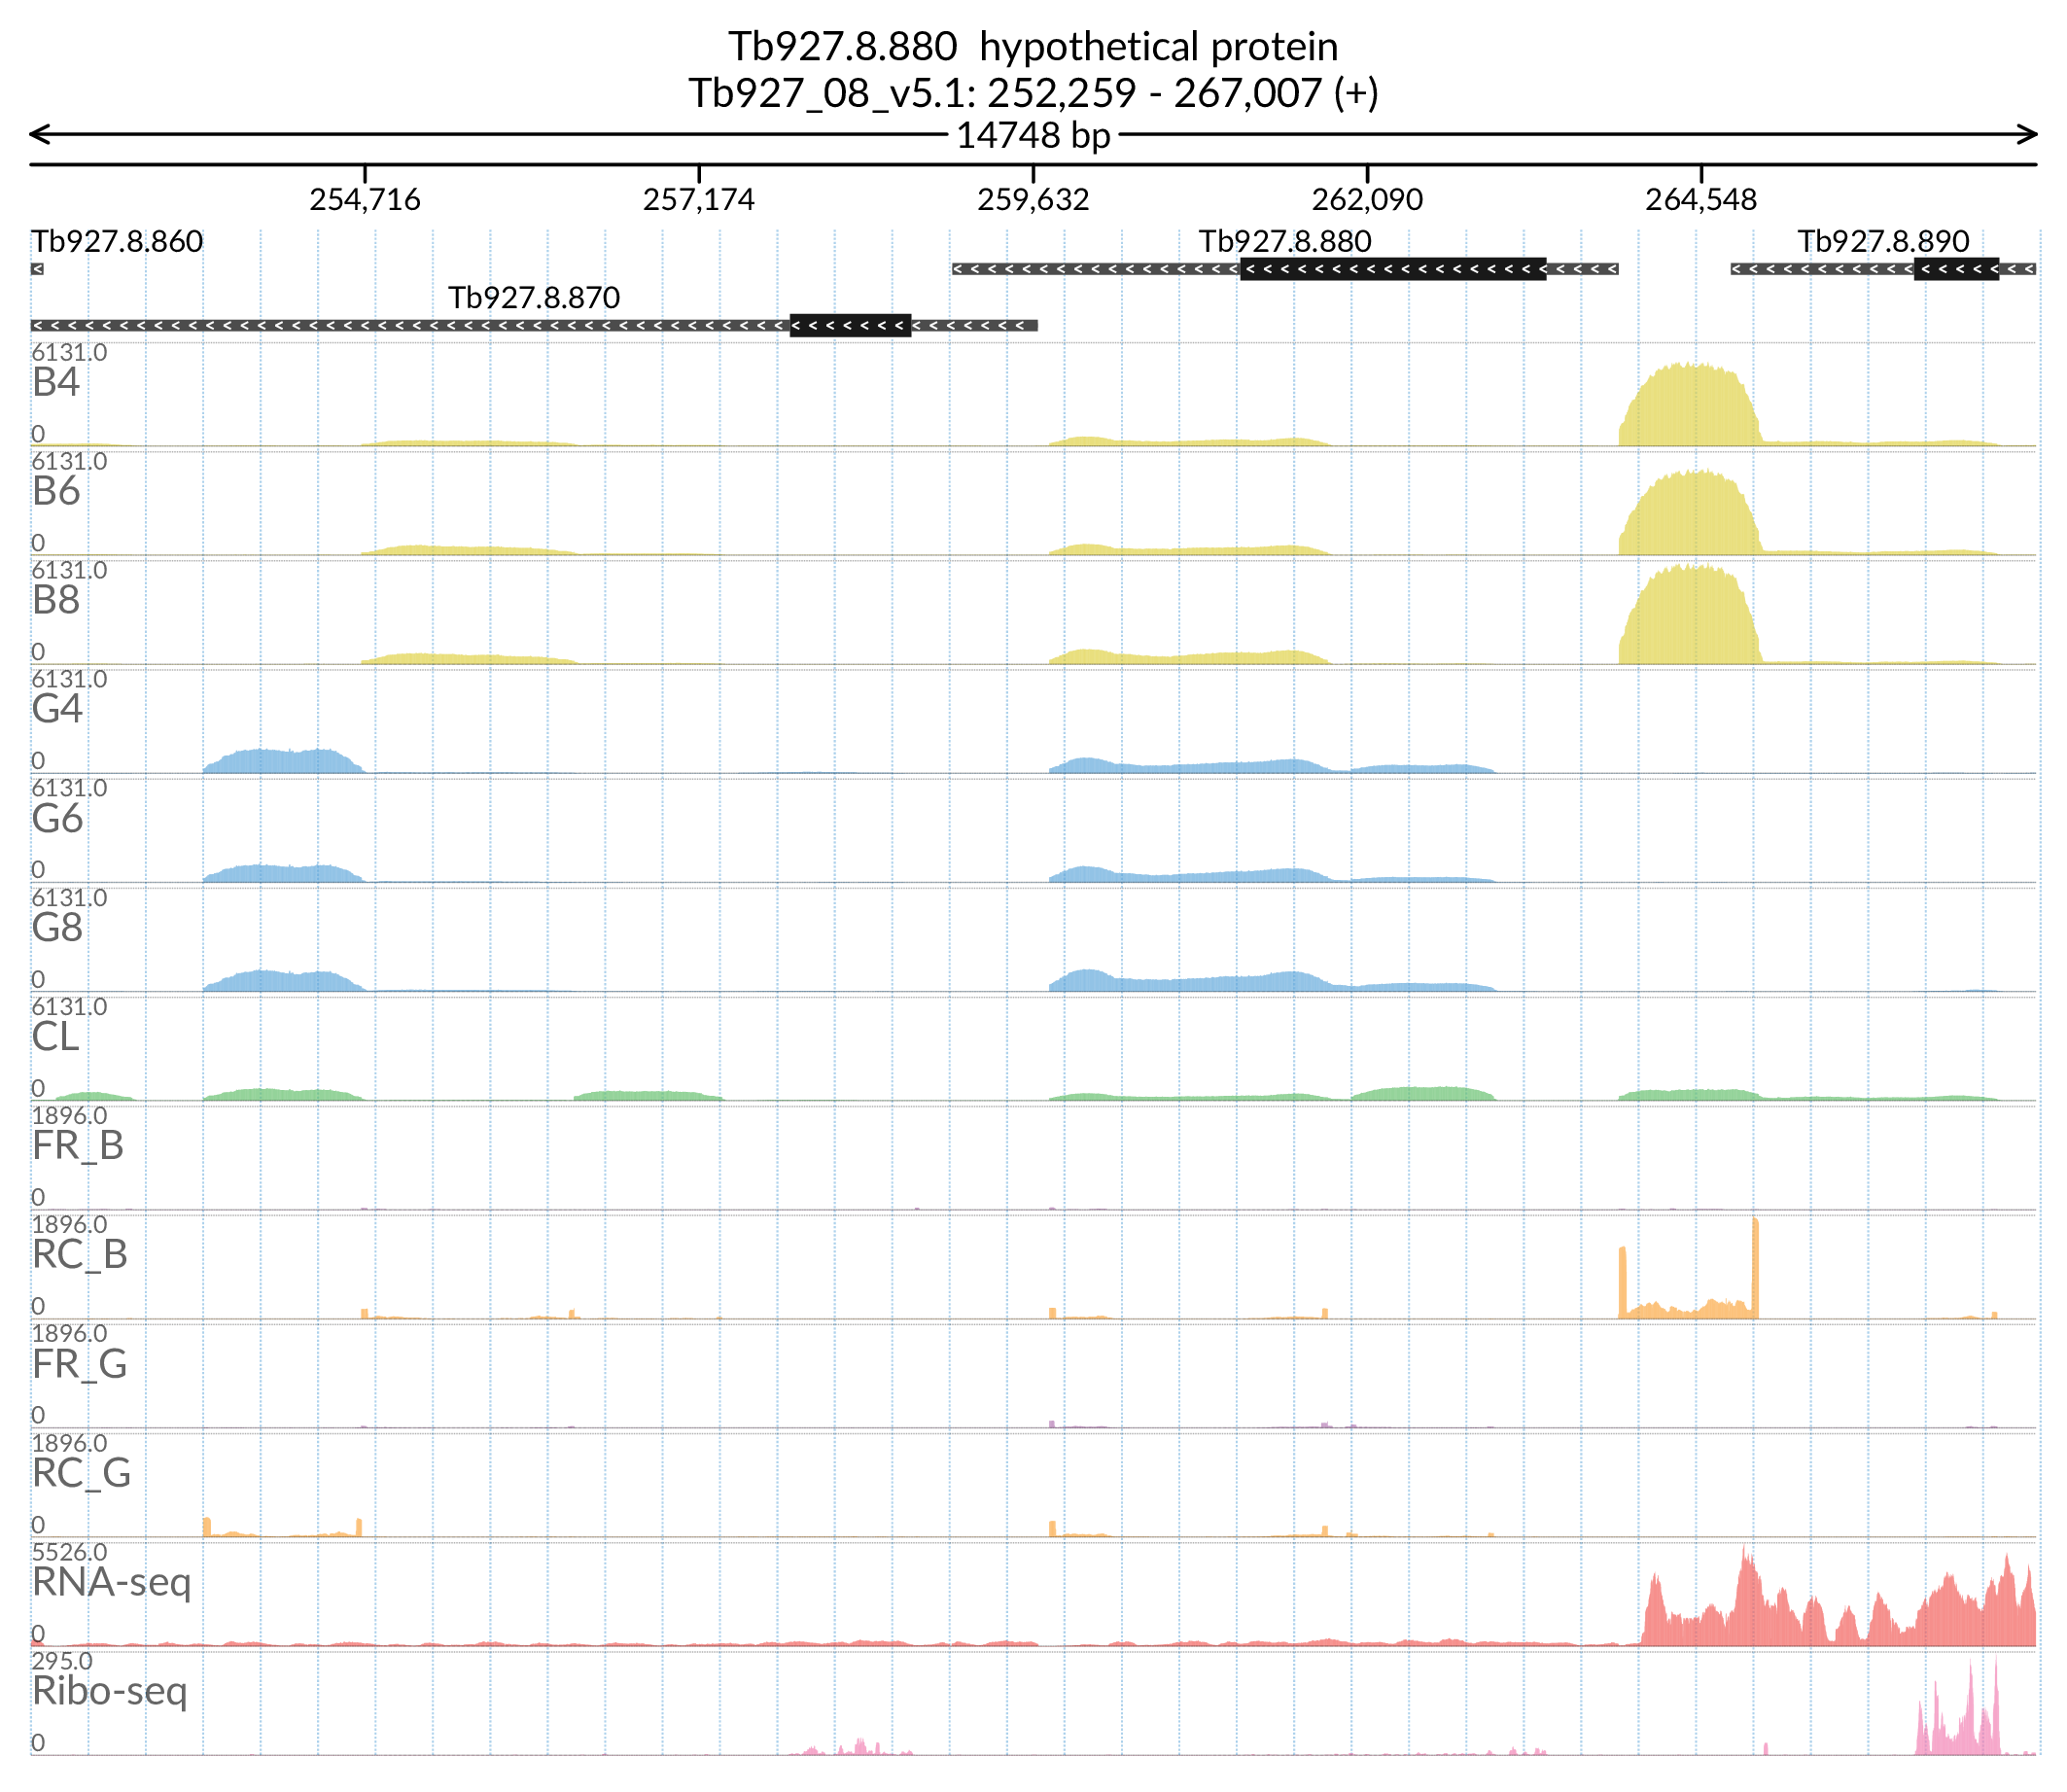 Tb927.8.880 hypothetical protein
Tb927_08_v5.1: 252,259 - 267,007 (+)
14748 bp
254,716 257,174 259,632 262,090 264,548
Tb927.8.860 Tb927.8.880 Tb927.8.890
Tb927.8.870
6131.0
B4
0
6131.0
B6
0
6131.0
B8
0
6131.0
G4
0
6131.0
G6
0
6131.0
G8
0
6131.0
CL
0
1896.0
FR_B
0
1896.0
RC_B
0
1896.0
FR_G
0
1896.0
RC_G
0
5526.0
RNA-seq
0
295.0
Ribo-seq
0